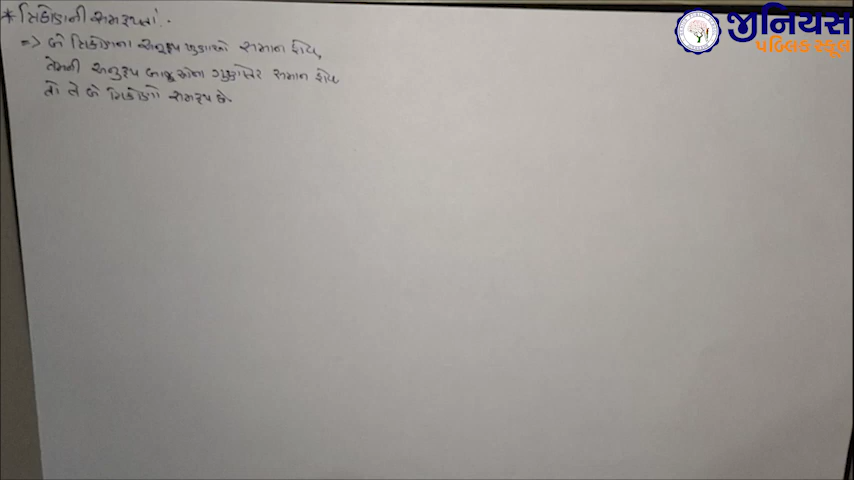 * ત્રિકોણની સમરૂપતા :-
=> બે ત્રિકોણના અનુરૂપ ખૂણાઓ સમાન હોય,
તેમની અનુરૂપ બાજુઓના ગુણોત્તર સમાન હોય
તો તે બે ત્રિકોણો સમરૂપ છે.
જીનિયસ
પબ્લિક સ્કૂલ